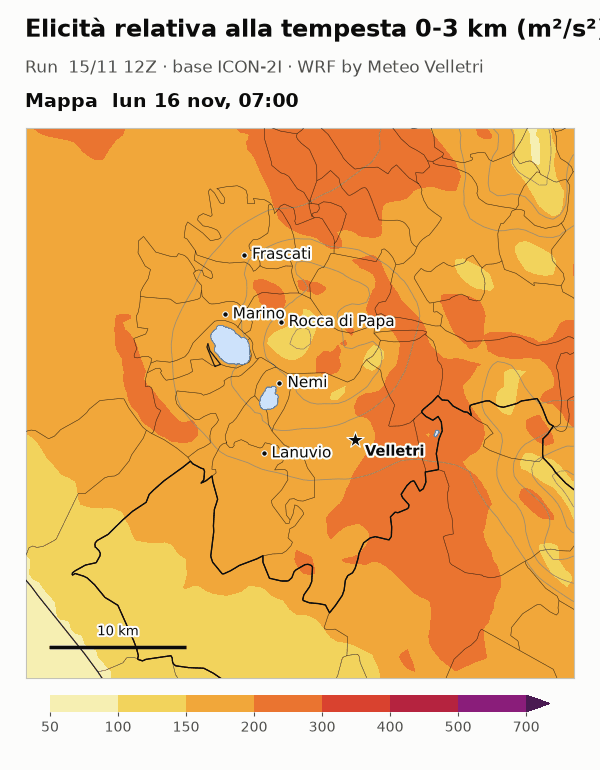 Elicità relativa alla tempesta 0-3 km (m²/s²)
Run  15/11 12Z · base ICON-2I · WRF by Meteo Velletri
Mappa  lun 16 nov, 07:00
Frascati
Marino
Rocca di Papa
Nemi
Velletri
Lanuvio
10 km
50 100 150 200 300 400 500 700